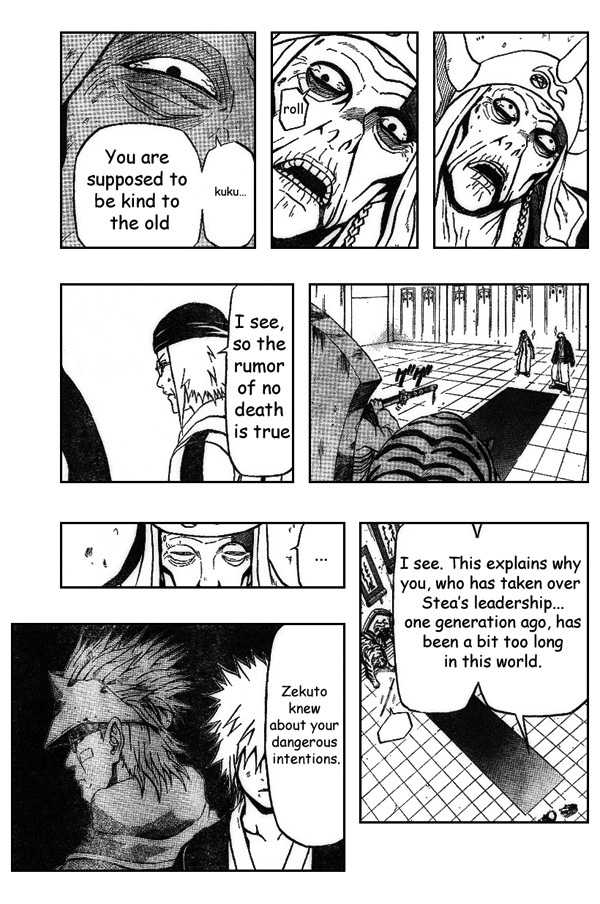 roll
kuku...
You are
supposed to
be kind to
the old
I see,
so the
rumor
of no
death
is true
I see. This explains why
you, who has taken over
Stea's leadership...
one generation ago, has
been a bit too long
in this world.
...
Zekuto
knew
about your
dangerous
intentions.